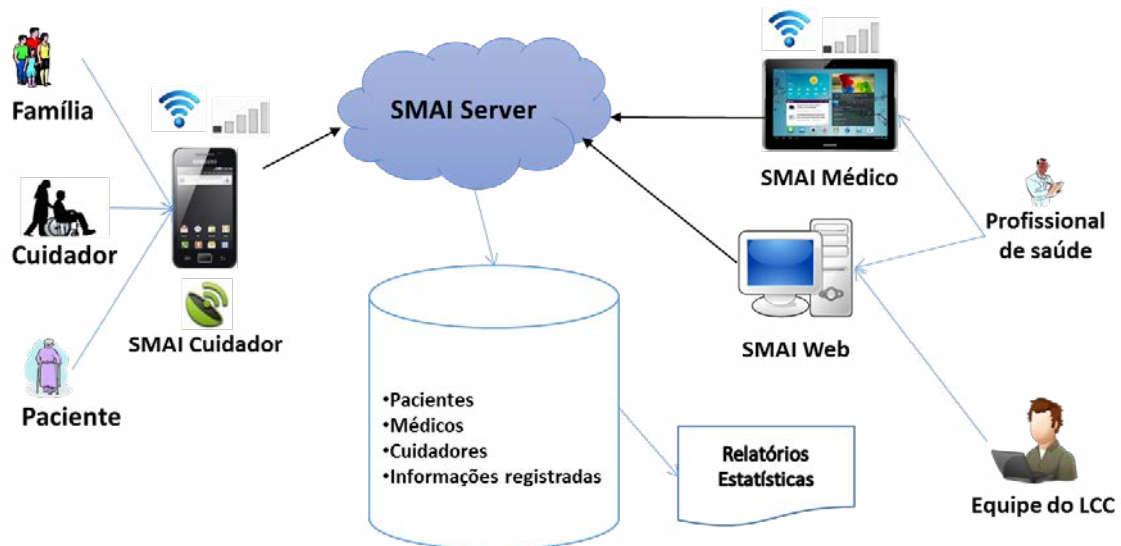 Família
Cuidador
Paciente
SAMSUNG
SMAI Cuidador
SMAI Server
•Pacientes
•Médicos
•Cuidadores
•Informações registradas
Relatórios
Estatísticas
SMAI Médico
SMAI Web
Profissional
de saúde
Equipe do LCC